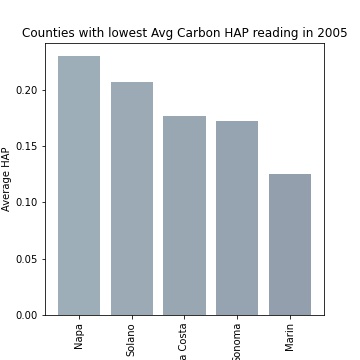 Counties with lowest Avg Carbon HAP reading in 2005
Average HAP
0.20
0.15
0.10
0.05
0.00
Napa
Solano
a Costa
Sonoma
Marin